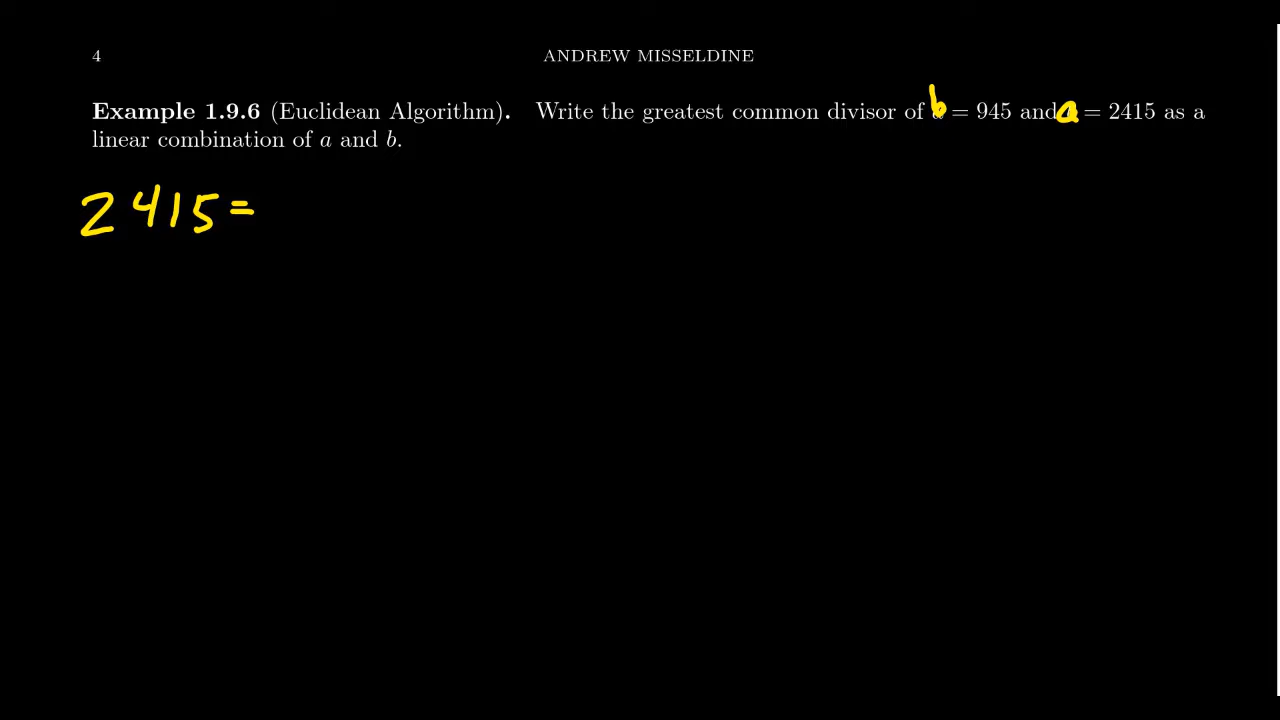 4 ANDREW MISSELDINE
Example 1.9.6 (Euclidean Algorithm). Write the greatest common divisor of b = 945 and a = 2415 as a
linear combination of a and b.
2415=